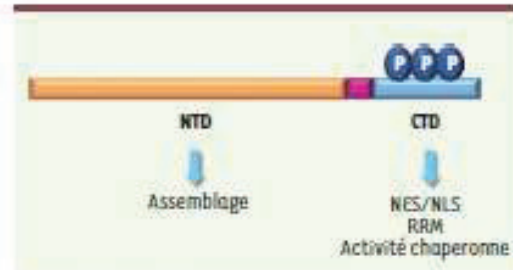 P P P
NTD CTD
Assemblage NES/NLS
RRM
Activité chaperonne